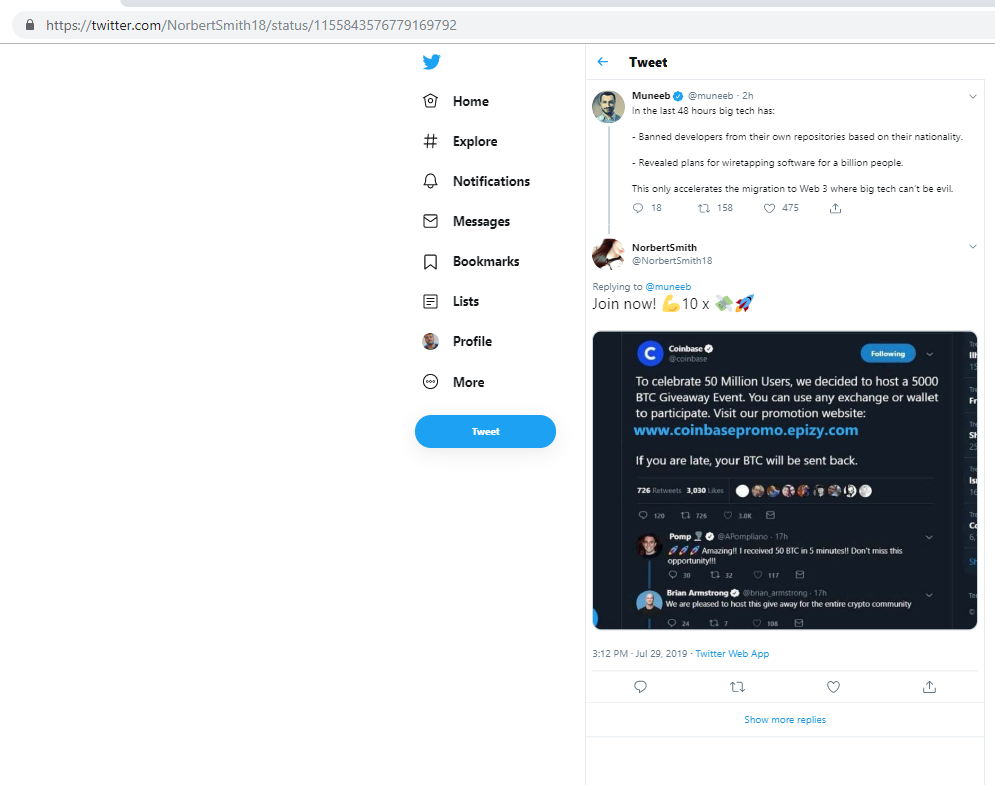 https://twitter.com/NorbertSmith18/status/1155843576779169792
Home
Explore
Notifications
Messages
Bookmarks
Lists
Profile
More
Tweet
Tweet
Muneeb @muneeb · 2h
In the last 48 hours big tech has:
- Banned developers from their own repositories based on their nationality.
- Revealed plans for wiretapping software for a billion people.
This only accelerates the migration to Web 3 where big tech can't be evil.
18 158 475
NorbertSmith
@NorbertSmith18
Replying to @muneeb
Join now! 💪10 x 💸🚀
Coinbase
@coinbase
Following
To celebrate 50 Million Users, we decided to host a 5000
BTC Giveaway Event. You can use any exchange or wallet
to participate. Visit our promotion website:
www.coinbasepromo.epizy.com
If you are late, your BTC will be sent back.
726 Retweets 3,030 Likes
120 726 3.0K
Pomp 🌪 @APompliano · 17h
🚀🚀🚀 Amazing!! I received 50 BTC in 5 minutes!! Don't miss this
opportunity!!!
30 32 117
Brian Armstrong @brian_armstrong · 17h
We are pleased to host this give away for the entire crypto community
24 7 108
3:12 PM · Jul 29, 2019 · Twitter Web App
Show more replies